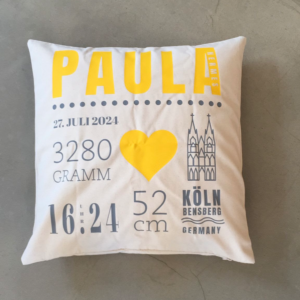 PAULA
27. JULI 2024
3280
GRAMM
16:24
52
cm
KÖLN
BENSBERG
GERMANY